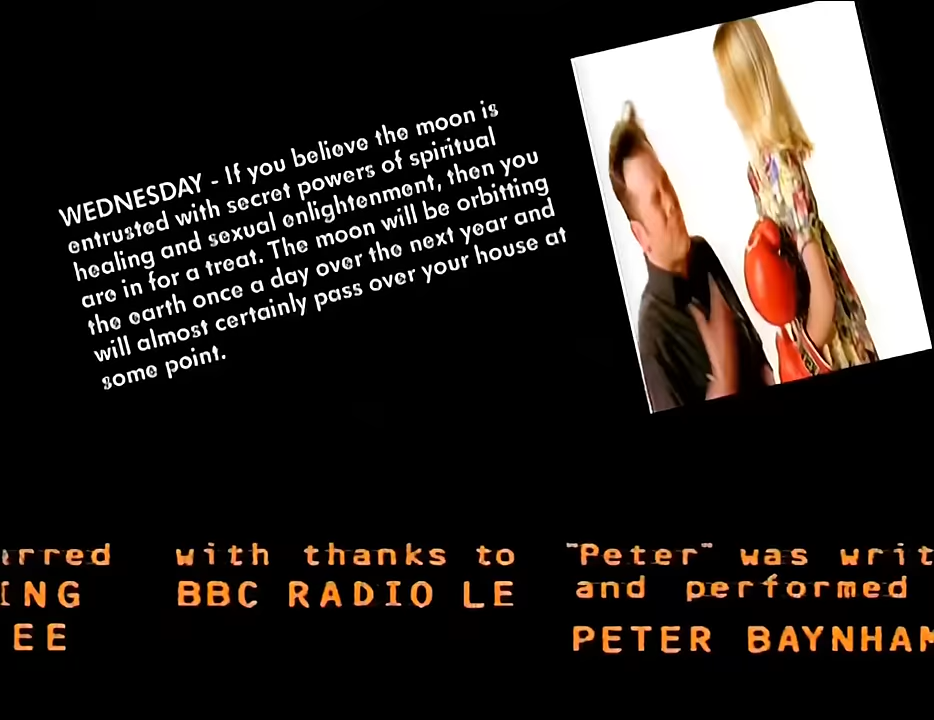 WEDNESDAY - If you believe the moon is
entrusted with secret powers of spiritual
healing and sexual enlightenment, then you
are in for a treat. The moon will be orbitting
the earth once a day over the next year and
will almost certainly pass over your house at
some point.
with thanks to
"Peter" was writ
ING
BBC RADIO LE
and performed
EE
PETER BAYNHAM